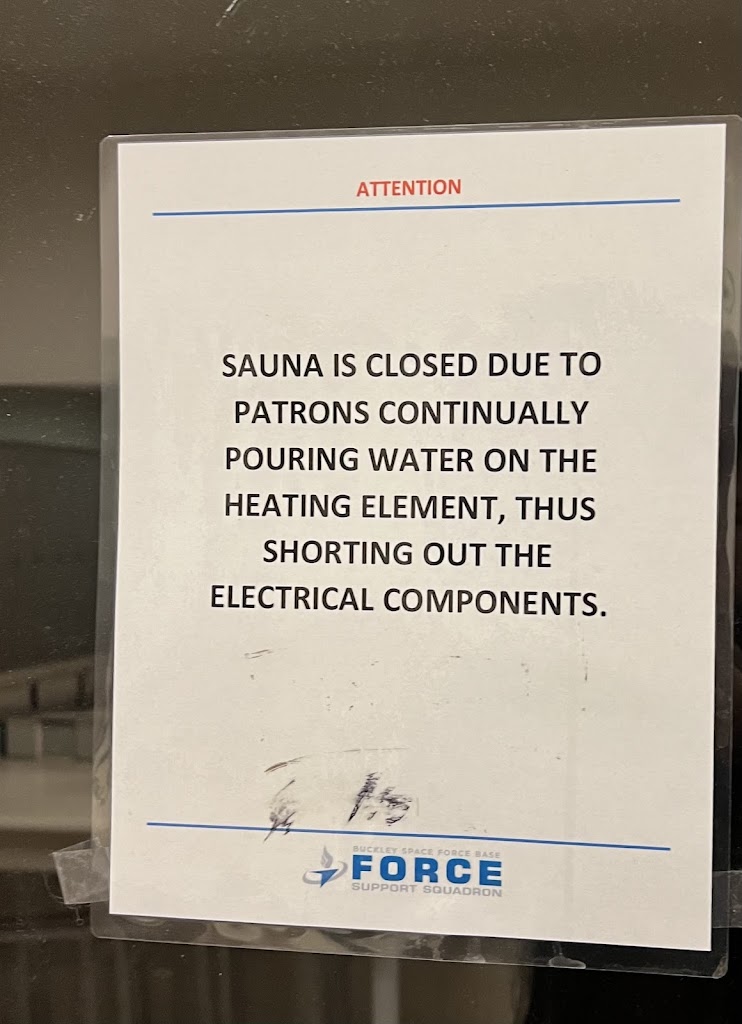 ATTENTION
SAUNA IS CLOSED DUE TO
PATRONS CONTINUALLY
POURING WATER ON THE
HEATING ELEMENT, THUS
SHORTING OUT THE
ELECTRICAL COMPONENTS.
BUCKLEY SPACE FORCE BASE
FORCE
SUPPORT SQUADRON